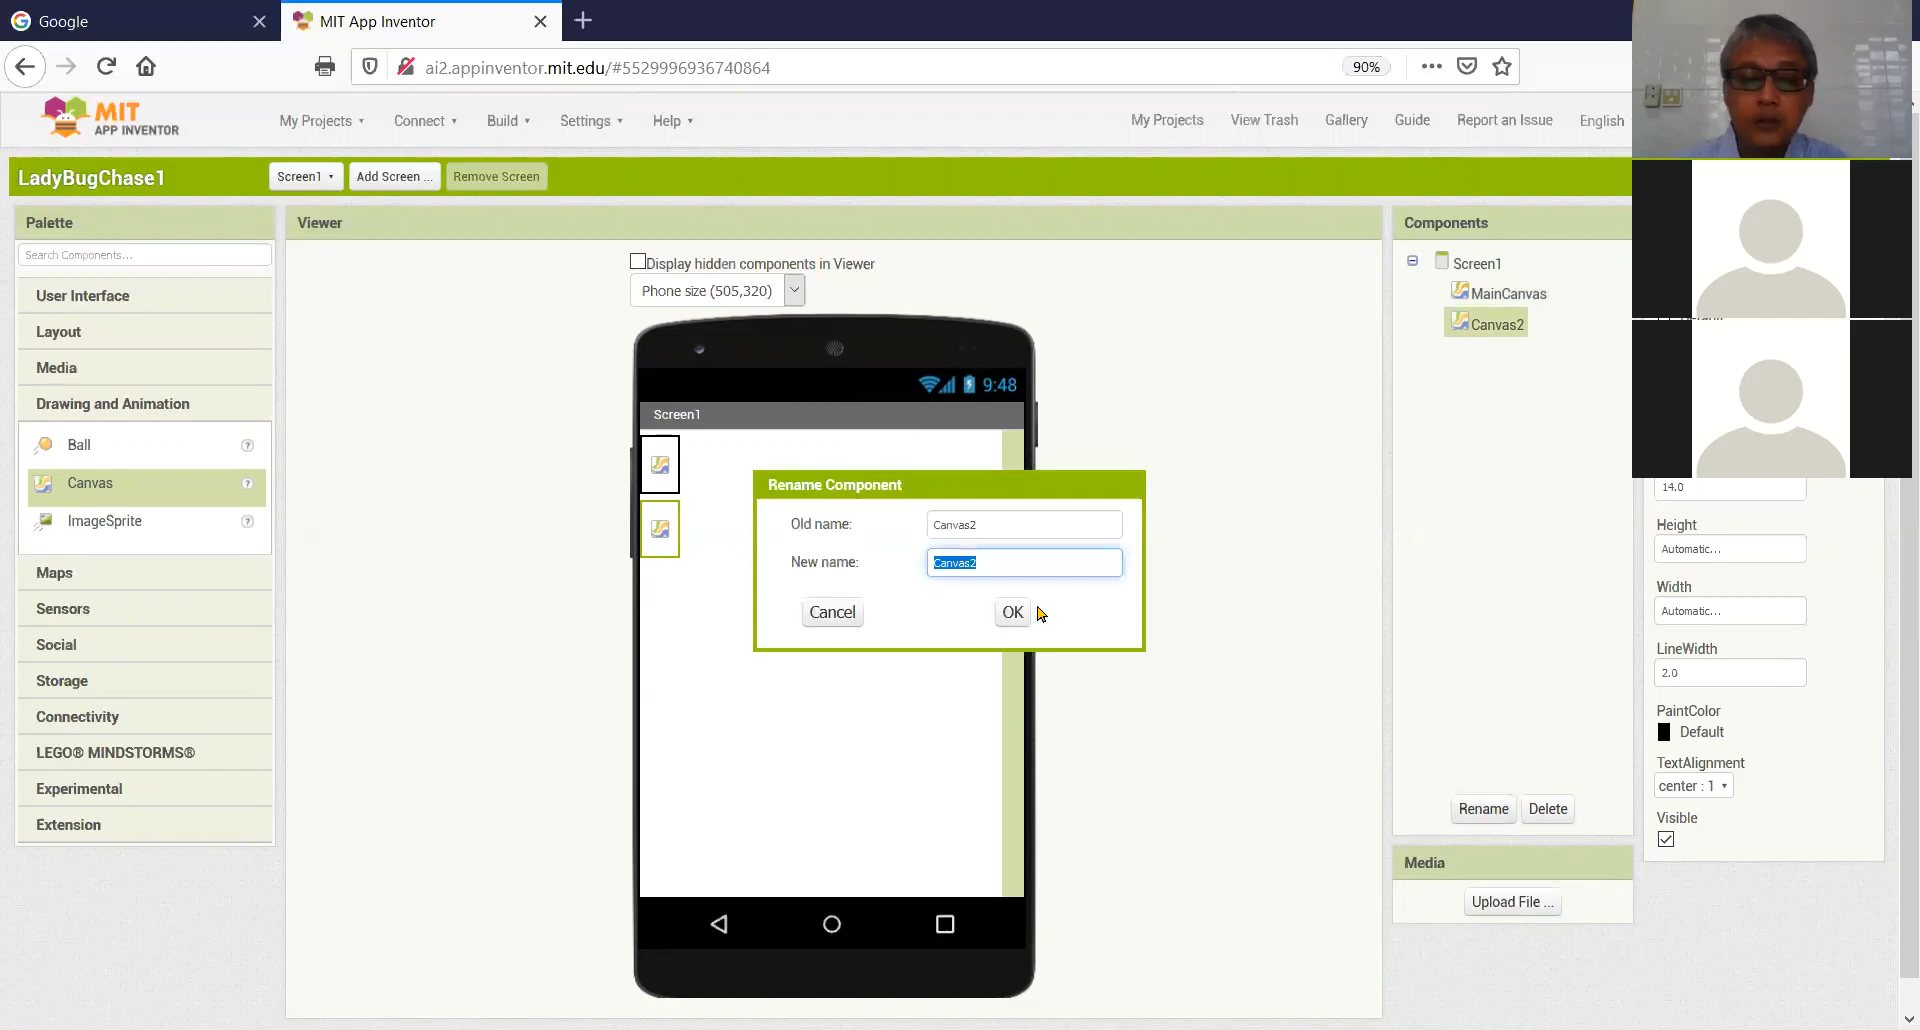 Google
MIT App Inventor
ai2.appinventor.mit.edu/#5529996936740864
90%
MIT
APP INVENTOR
My Projects
Connect
Build
Settings
Help
My Projects
View Trash
Gallery
Guide
Report an Issue
English
LadyBugChase1
Screen1
Add Screen ...
Remove Screen
Palette
Search Components...
User Interface
Layout
Media
Drawing and Animation
Ball
?
Canvas
?
ImageSprite
?
Maps
Sensors
Social
Storage
Connectivity
LEGO® MINDSTORMS®
Experimental
Extension
Viewer
Display hidden components in Viewer
Phone size (505,320)
9:48
Screen1
Rename Component
Old name:
Canvas2
New name:
Canvas2
Cancel
OK
Components
Screen1
MainCanvas
Canvas2
Rename
Delete
Media
Upload File ...
14.0
Height
Automatic...
Width
Automatic...
LineWidth
2.0
PaintColor
Default
TextAlignment
center : 1
Visible